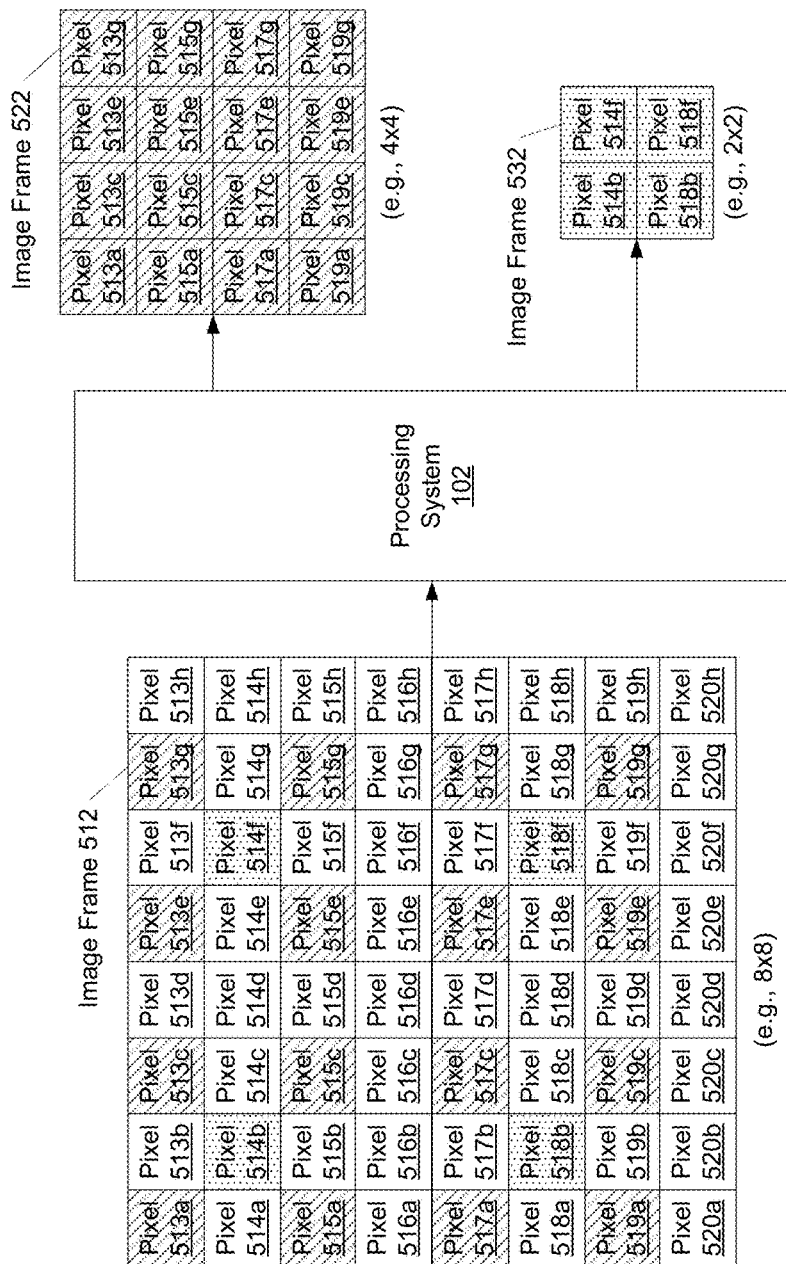 Image Frame 512
Pixel 513a Pixel 513b Pixel 513c Pixel 513d Pixel 513e Pixel 513f Pixel 513g Pixel 513h
Pixel 514a Pixel 514b Pixel 514c Pixel 514d Pixel 514e Pixel 514f Pixel 514g Pixel 514h
Pixel 515a Pixel 515b Pixel 515c Pixel 515d Pixel 515e Pixel 515f Pixel 515g Pixel 515h
Pixel 516a Pixel 516b Pixel 516c Pixel 516d Pixel 516e Pixel 516f Pixel 516g Pixel 516h
Pixel 517a Pixel 517b Pixel 517c Pixel 517d Pixel 517e Pixel 517f Pixel 517g Pixel 517h
Pixel 518a Pixel 518b Pixel 518c Pixel 518d Pixel 518e Pixel 518f Pixel 518g Pixel 518h
Pixel 519a Pixel 519b Pixel 519c Pixel 519d Pixel 519e Pixel 519f Pixel 519g Pixel 519h
Pixel 520a Pixel 520b Pixel 520c Pixel 520d Pixel 520e Pixel 520f Pixel 520g Pixel 520h
(e.g., 8x8)
Processing
System
102
Image Frame 522
Pixel 513a Pixel 513c Pixel 513e Pixel 513g
Pixel 515a Pixel 515c Pixel 515e Pixel 515g
Pixel 517a Pixel 517c Pixel 517e Pixel 517g
Pixel 519a Pixel 519c Pixel 519e Pixel 519g
(e.g., 4x4)
Image Frame 532
Pixel 514b Pixel 514f
Pixel 518b Pixel 518f
(e.g., 2x2)